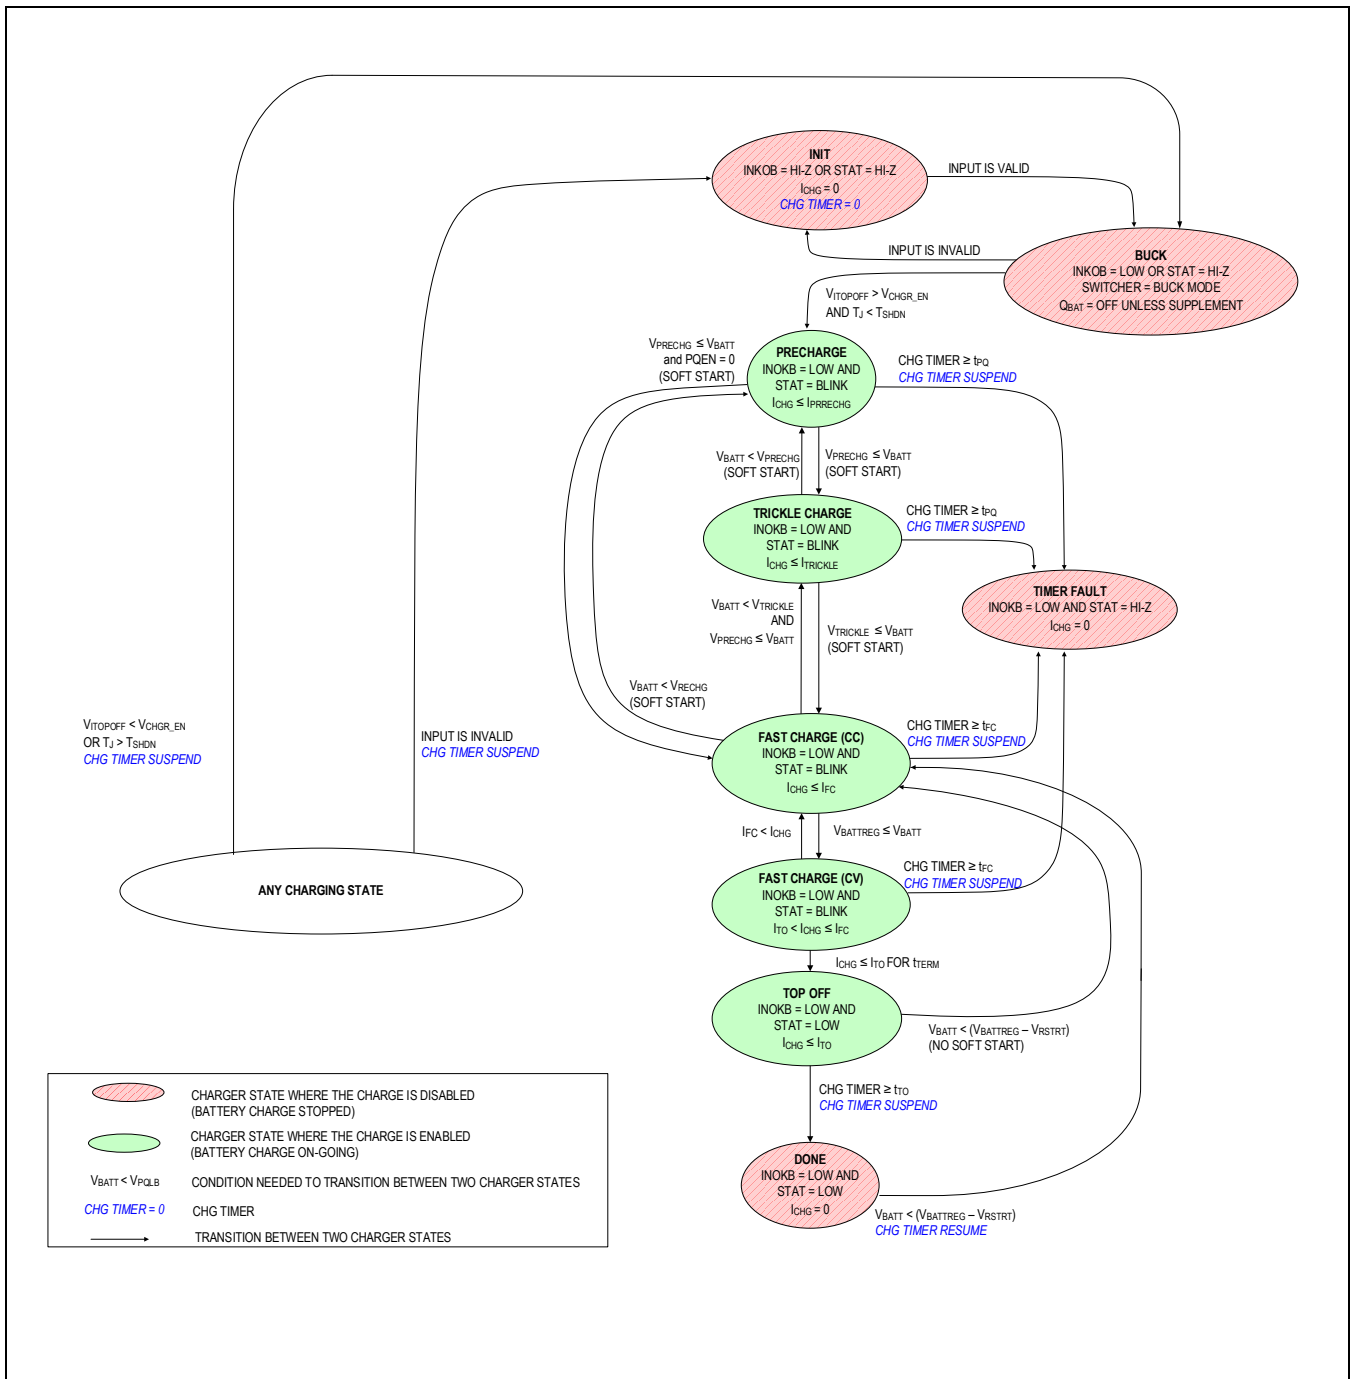 INIT
INKOB = HI-Z OR STAT = HI-Z
ICHG = 0
CHG TIMER = 0
INPUT IS VALID
INPUT IS INVALID
BUCK
INKOB = LOW OR STAT = HI-Z
SWITCHER = BUCK MODE
QBAT = OFF UNLESS SUPPLEMENT
VITOPOFF > VCHGR_EN
AND TJ < TSHDN
VPRECHG ≤ VBATT
and PQEN = 0
(SOFT START)
PRECHARGE
INOKB = LOW AND
STAT = BLINK
ICHG ≤ IPRRECHG
CHG TIMER ≥ tPQ
CHG TIMER SUSPEND
VBATT < VPRECHG
(SOFT START)
VPRECHG ≤ VBATT
(SOFT START)
TRICKLE CHARGE
INOKB = LOW AND
STAT = BLINK
ICHG ≤ ITRICKLE
CHG TIMER ≥ tPQ
CHG TIMER SUSPEND
TIMER FAULT
INOKB = LOW AND STAT = HI-Z
ICHG = 0
VBATT < VTRICKLE
AND
VPRECHG ≤ VBATT
VTRICKLE ≤ VBATT
(SOFT START)
VBATT < VRECHG
(SOFT START)
VITOPOFF < VCHGR_EN
OR TJ > TSHDN
CHG TIMER SUSPEND
INPUT IS INVALID
CHG TIMER SUSPEND
FAST CHARGE (CC)
INOKB = LOW AND
STAT = BLINK
ICHG ≤ IFC
CHG TIMER ≥ tFC
CHG TIMER SUSPEND
IFC < ICHG
VBATTREG ≤ VBATT
ANY CHARGING STATE
FAST CHARGE (CV)
INOKB = LOW AND
STAT = BLINK
ITO < ICHG ≤ IFC
CHG TIMER ≥ tFC
CHG TIMER SUSPEND
ICHG ≤ ITO FOR tTERM
TOP OFF
INOKB = LOW AND
STAT = LOW
ICHG ≤ ITO
VBATT < (VBATTREG – VRSTRT)
(NO SOFT START)
CHG TIMER ≥ tTO
CHG TIMER SUSPEND
DONE
INOKB = LOW AND
STAT = LOW
ICHG = 0
VBATT < (VBATTREG – VRSTRT)
CHG TIMER RESUME
CHARGER STATE WHERE THE CHARGE IS DISABLED
(BATTERY CHARGE STOPPED)
CHARGER STATE WHERE THE CHARGE IS ENABLED
(BATTERY CHARGE ON-GOING)
VBATT < VPQLB CONDITION NEEDED TO TRANSITION BETWEEN TWO CHARGER STATES
CHG TIMER = 0 CHG TIMER
TRANSITION BETWEEN TWO CHARGER STATES